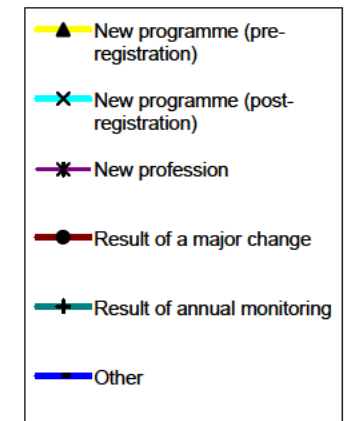 New programme (pre-
registration)
New programme (post-
registration)
New profession
Result of a major change
Result of annual monitoring
Other